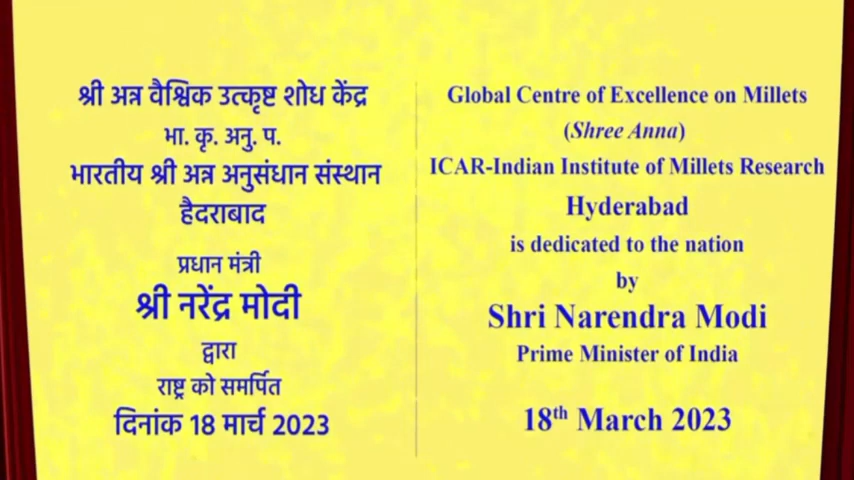 श्री अन्न वैश्विक उत्कृष्ट शोध केंद्र
भा. कृ. अनु. प.
भारतीय श्री अन्न अनुसंधान संस्थान
हैदराबाद
प्रधान मंत्री
श्री नरेंद्र मोदी
द्वारा
राष्ट्र को समर्पित
दिनांक 18 मार्च 2023
Global Centre of Excellence on Millets
(Shree Anna)
ICAR-Indian Institute of Millets Research
Hyderabad
is dedicated to the nation
by
Shri Narendra Modi
Prime Minister of India
18th March 2023